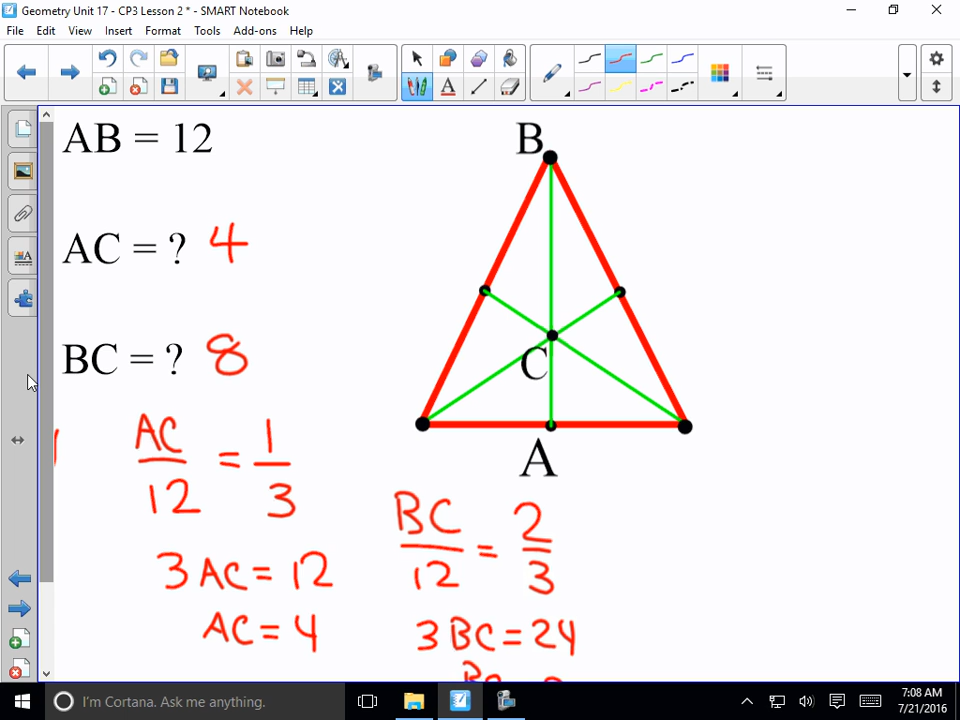 Geometry Unit 17 - CP3 Lesson 2 * - SMART Notebook
File Edit View Insert Format Tools Add-ons Help
AB = 12
AC = ? 4
BC = ? 8
AC/12 = 1/3
3AC = 12
AC = 4
B
C
A
BC/12 = 2/3
3BC = 24
I'm Cortana. Ask me anything.
7:08 AM
7/21/2016